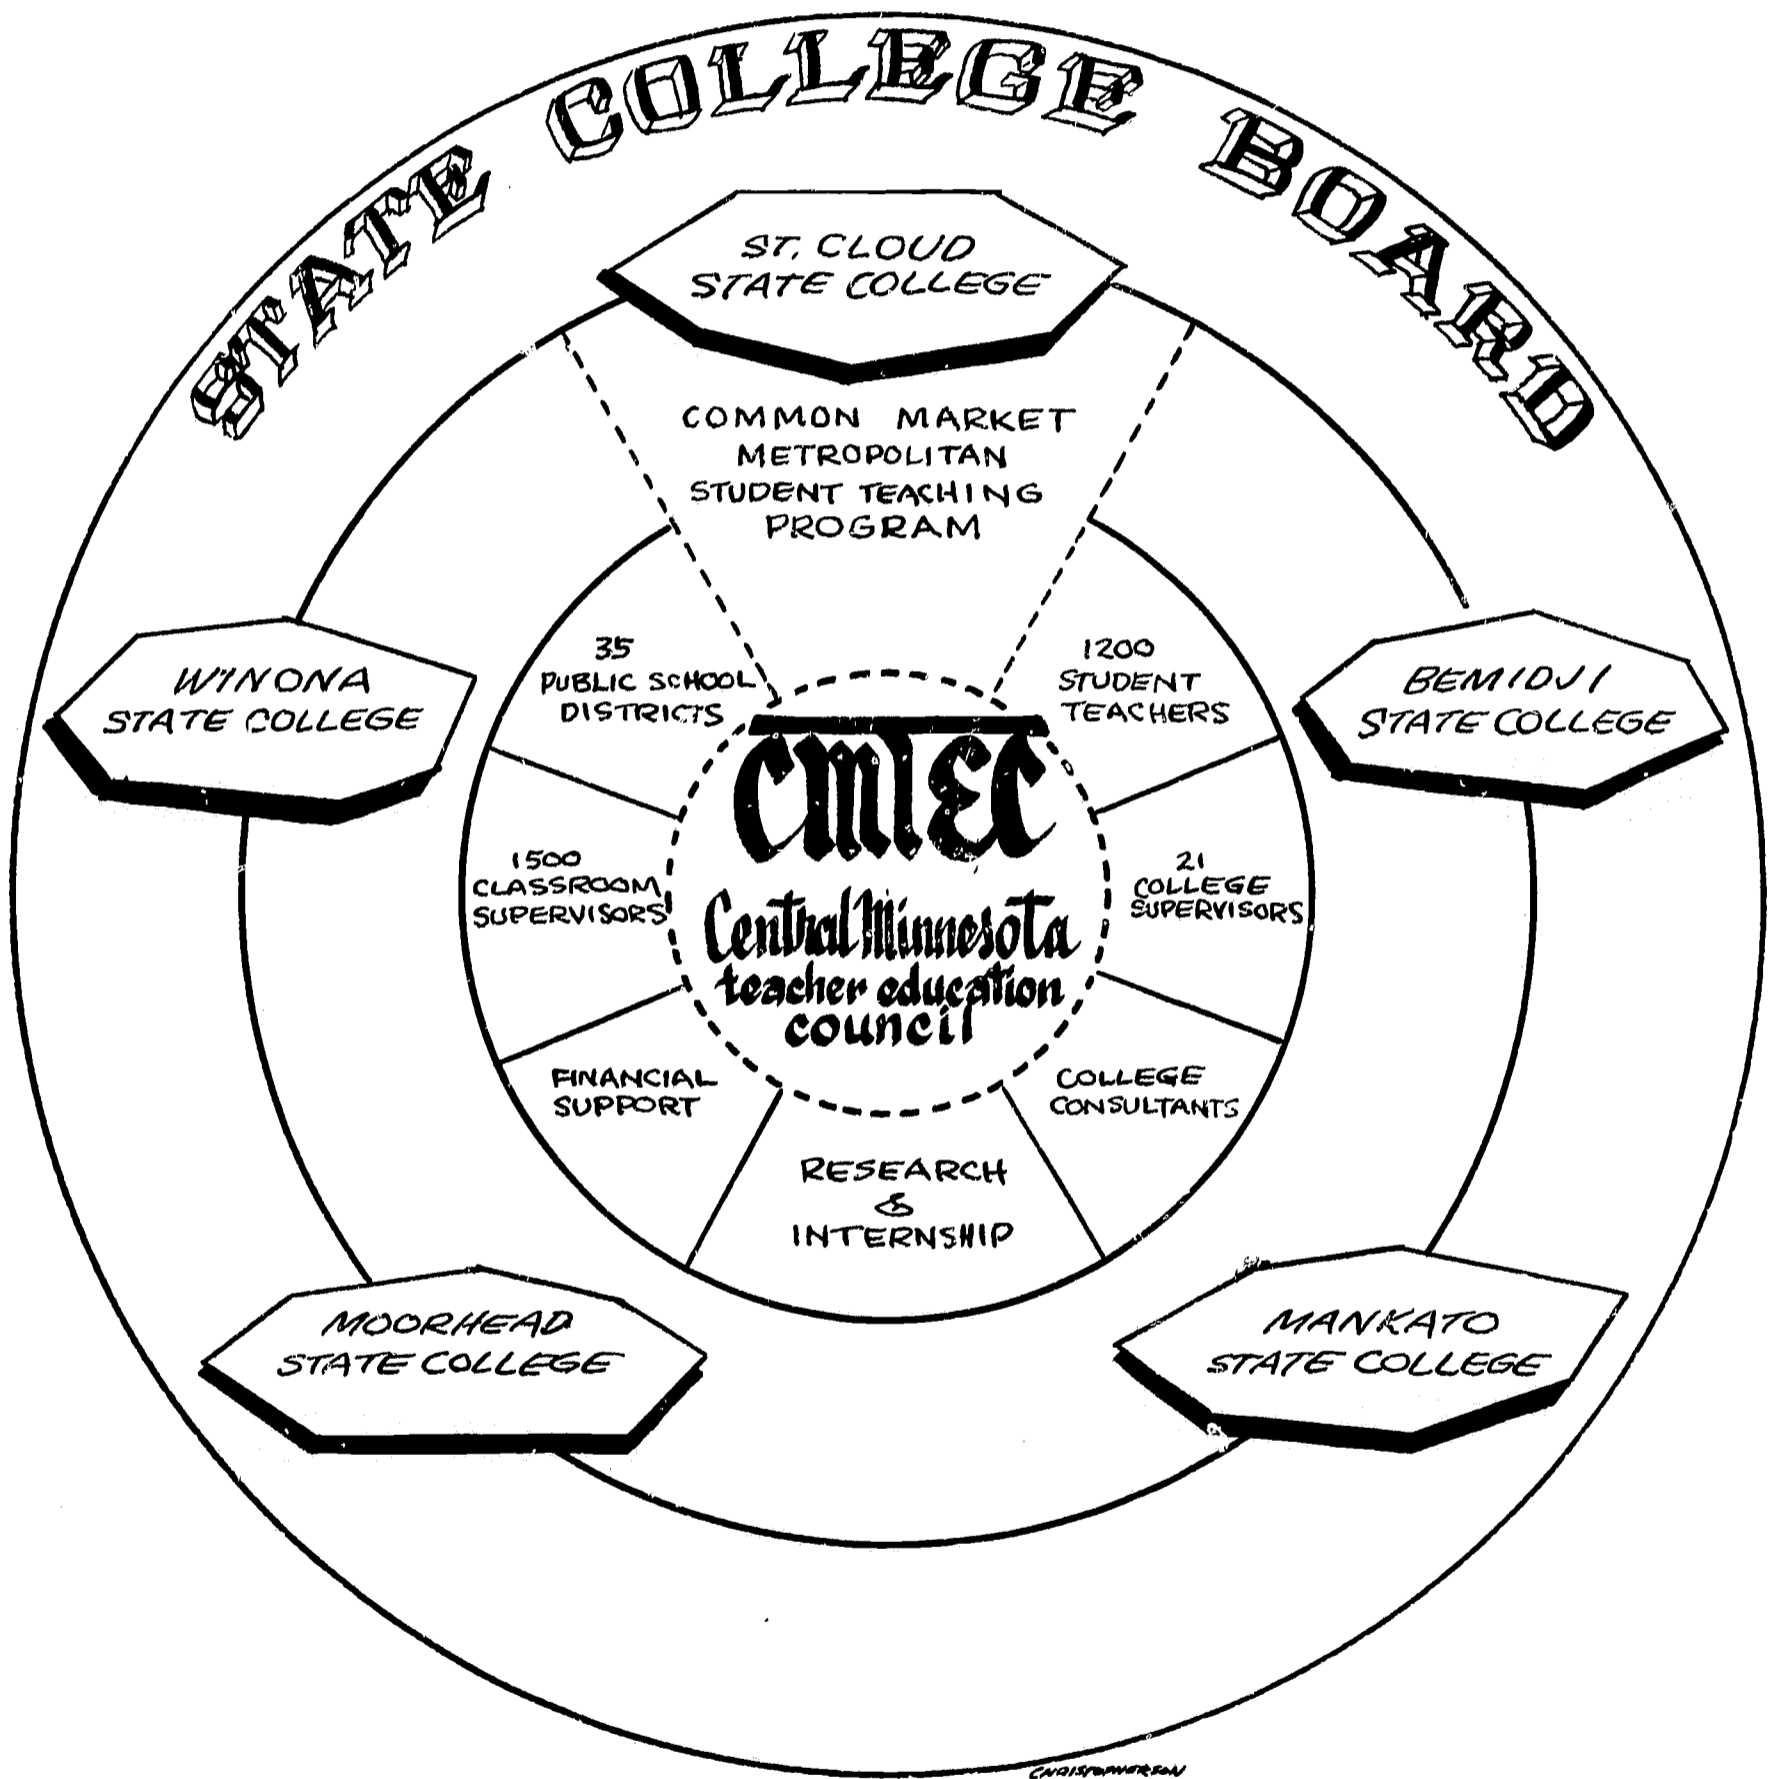 STATE COLLEGE BOARD
ST. CLOUD
STATE COLLEGE
COMMON MARKET
METROPOLITAN
STUDENT TEACHING
PROGRAM
WINONA
STATE COLLEGE
35
PUBLIC SCHOOL
DISTRICTS
1200
STUDENT
TEACHERS
BEMIDJI
STATE COLLEGE
CMTEC
Central Minnesota
teacher education
council
1500
CLASSROOM
SUPERVISORS
21
COLLEGE
SUPERVISORS
FINANCIAL
SUPPORT
COLLEGE
CONSULTANTS
RESEARCH
&
INTERNSHIP
MOORHEAD
STATE COLLEGE
MANKATO
STATE COLLEGE
CHRISTOPHERSON